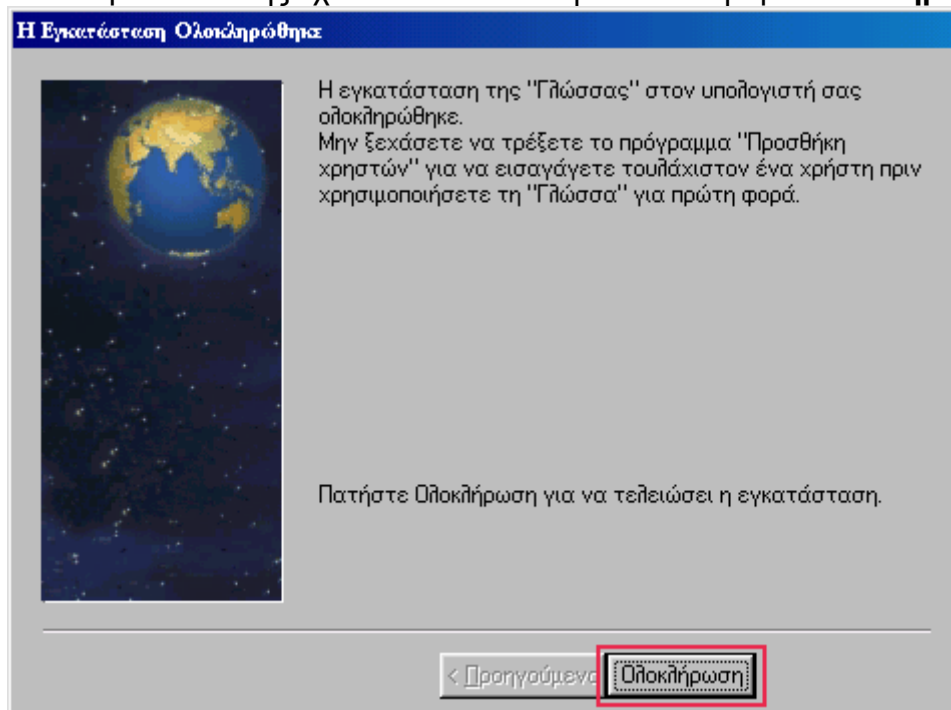 Η Εγκατάσταση Ολοκληρώθηκε
Η εγκατάσταση της "Γλώσσας" στον υπολογιστή σας
ολοκληρώθηκε.
Μην ξεχάσετε να τρέξετε το πρόγραμμα "Προσθήκη
χρηστών" για να εισαγάγετε τουλάχιστον ένα χρήστη πριν
χρησιμοποιήσετε τη "Γλώσσα" για πρώτη φορά.
Πατήστε Ολοκλήρωση για να τελειώσει η εγκατάσταση.
< Προηγούμενο Ολοκλήρωση